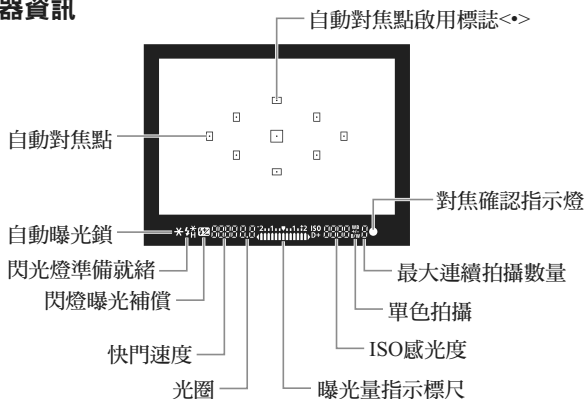 器資訊
自動對焦點啟用標誌<•>
自動對焦點
對焦確認指示燈
自動曝光鎖
閃光燈準備就緒
最大連續拍攝數量
閃燈曝光補償
單色拍攝
快門速度
ISO感光度
光圈
曝光量指示標尺